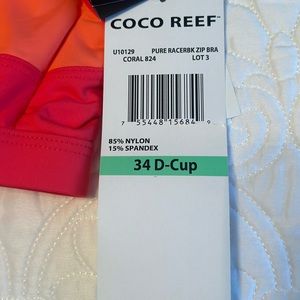 COCO REEF™
U10129 PURE RACERBK ZIP BRA
CORAL 824 LOT 3
7 55448 15684 9
85% NYLON
15% SPANDEX
34 D-Cup